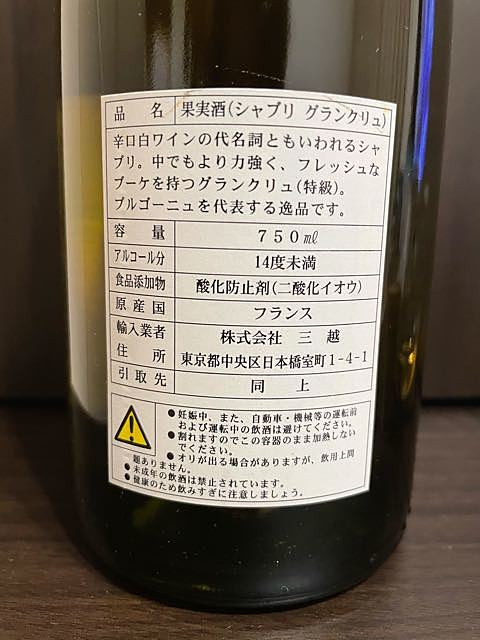 品名 果実酒(シャブリ グランクリュ)
辛口白ワインの代名詞ともいわれるシャ
ブリ。中でもより力強く、フレッシュな
ブーケを持つグランクリュ(特級)。
ブルゴーニュを代表する逸品です。
容量 750㎖
アルコール分 14度未満
食品添加物 酸化防止剤(二酸化イオウ)
原産国 フランス
輸入業者 株式会社 三越
住所 東京都中央区日本橋室町1-4-1
引取先 同上
●妊娠中、また、自動車・機械等の運転前
および運転中の飲酒は避けてください。
●割れますのでこの容器のまま加熱しない
でください。
●オリが出る場合がありますが、飲用上問
題ありません。
●未成年の飲酒は禁止されています。
●健康のため飲みすぎに注意しましょう。